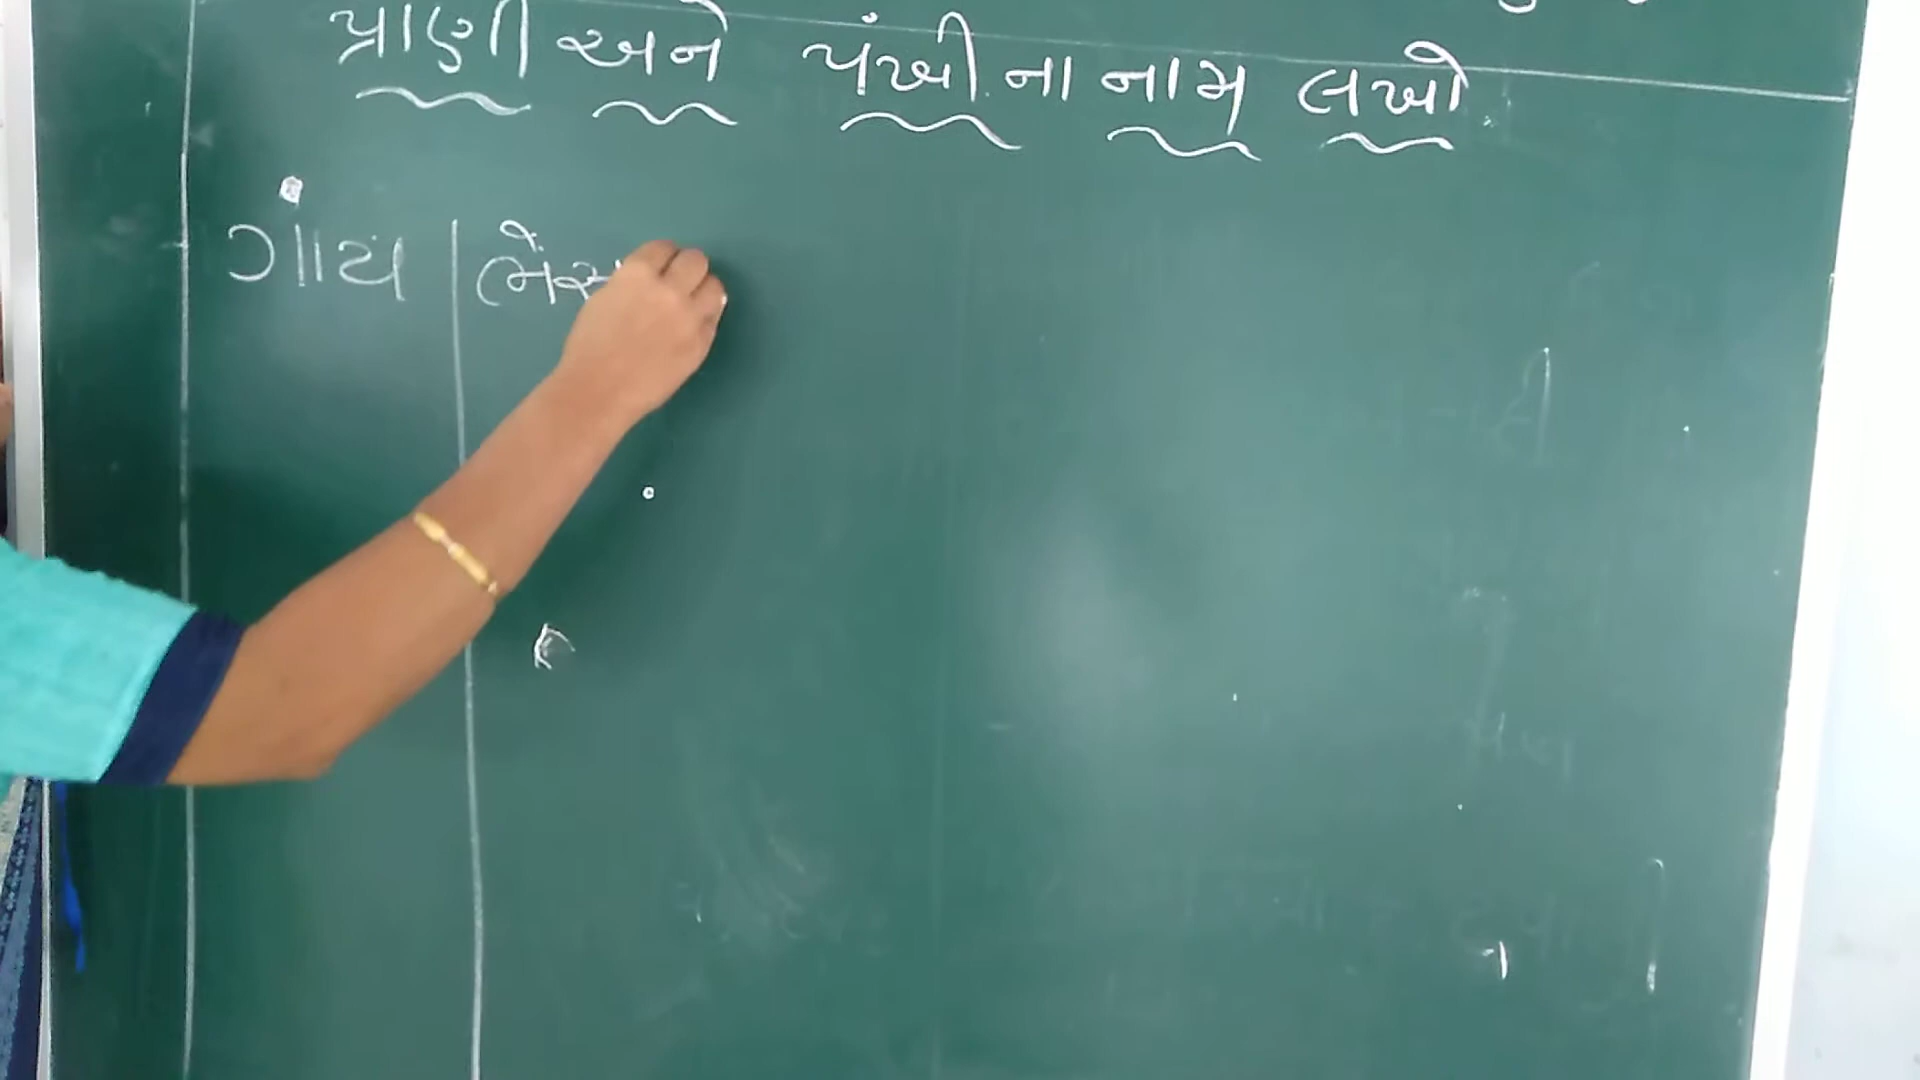 પ્રાણી અને પંખી ના નામ લખો
ગાય ભેંસ